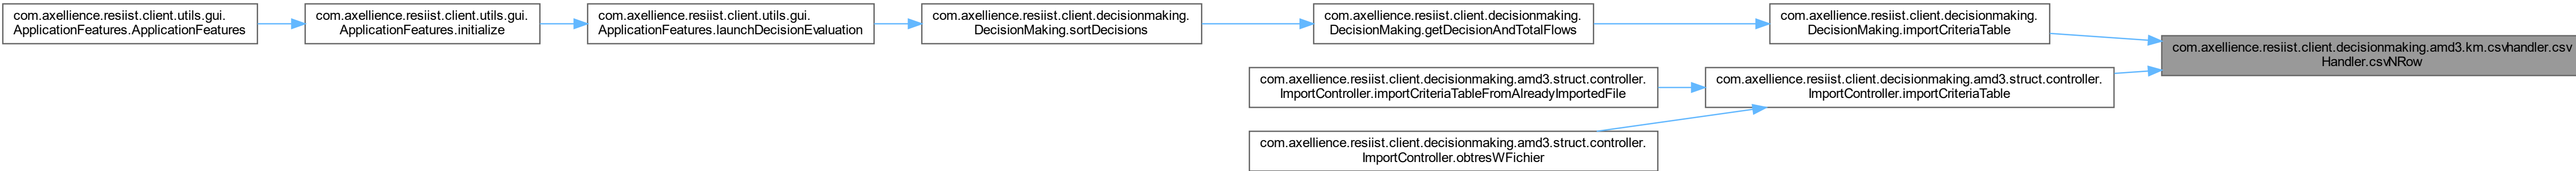 com.axellience.resiist.client.utils.gui.
ApplicationFeatures.ApplicationFeatures
com.axellience.resiist.client.utils.gui.
ApplicationFeatures.initialize
com.axellience.resiist.client.utils.gui.
ApplicationFeatures.launchDecisionEvaluation
com.axellience.resiist.client.decisionmaking.
DecisionMaking.sortDecisions
com.axellience.resiist.client.decisionmaking.
DecisionMaking.getDecisionAndTotalFlows
com.axellience.resiist.client.decisionmaking.
DecisionMaking.importCriteriaTable
com.axellience.resiist.client.decisionmaking.amd3.km.csvhandler.csv
Handler.csvNRow
com.axellience.resiist.client.decisionmaking.amd3.struct.controller.
ImportController.importCriteriaTableFromAlreadyImportedFile
com.axellience.resiist.client.decisionmaking.amd3.struct.controller.
ImportController.importCriteriaTable
com.axellience.resiist.client.decisionmaking.amd3.struct.controller.
ImportController.obtresWFichier